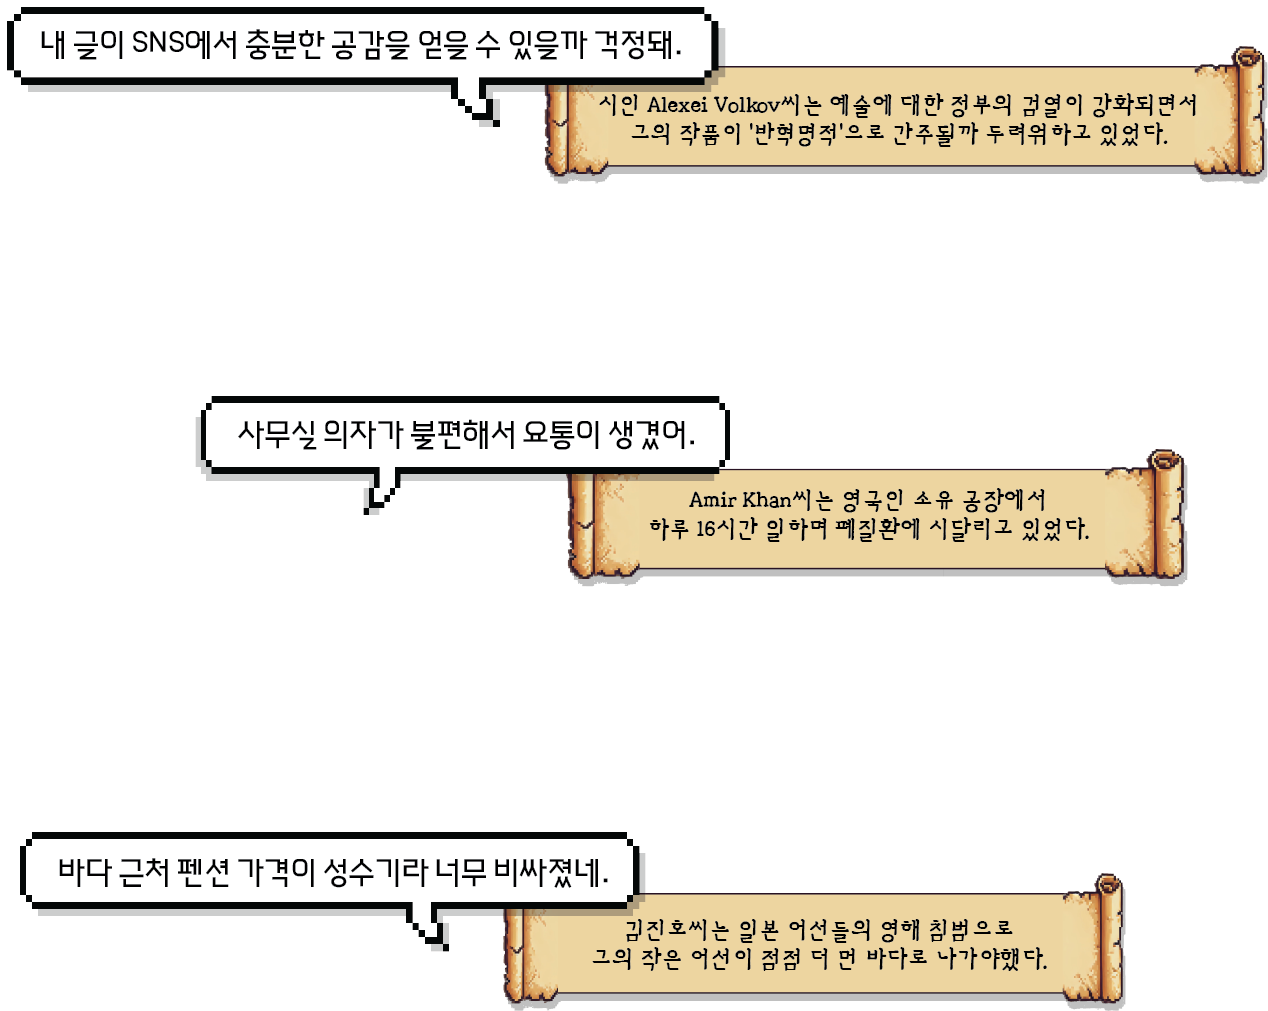 내 글이 SNS에서 충분한 공감을 얻을 수 있을까 걱정돼.
시인 Alexei Volkov씨는 예술에 대한 정부의 검열이 강화되면서
그의 작품이 '반혁명적'으로 간주될까 두려워하고 있었다.
사무실 의자가 불편해서 요통이 생겼어.
Amir Khan씨는 영국인 소유 공장에서
하루 16시간 일하며 폐질환에 시달리고 있었다.
바다 근처 펜션 가격이 성수기라 너무 비싸졌네.
김진호씨는 일본 어선들의 영해 침범으로
그의 작은 어선이 점점 더 먼 바다로 나가야했다.